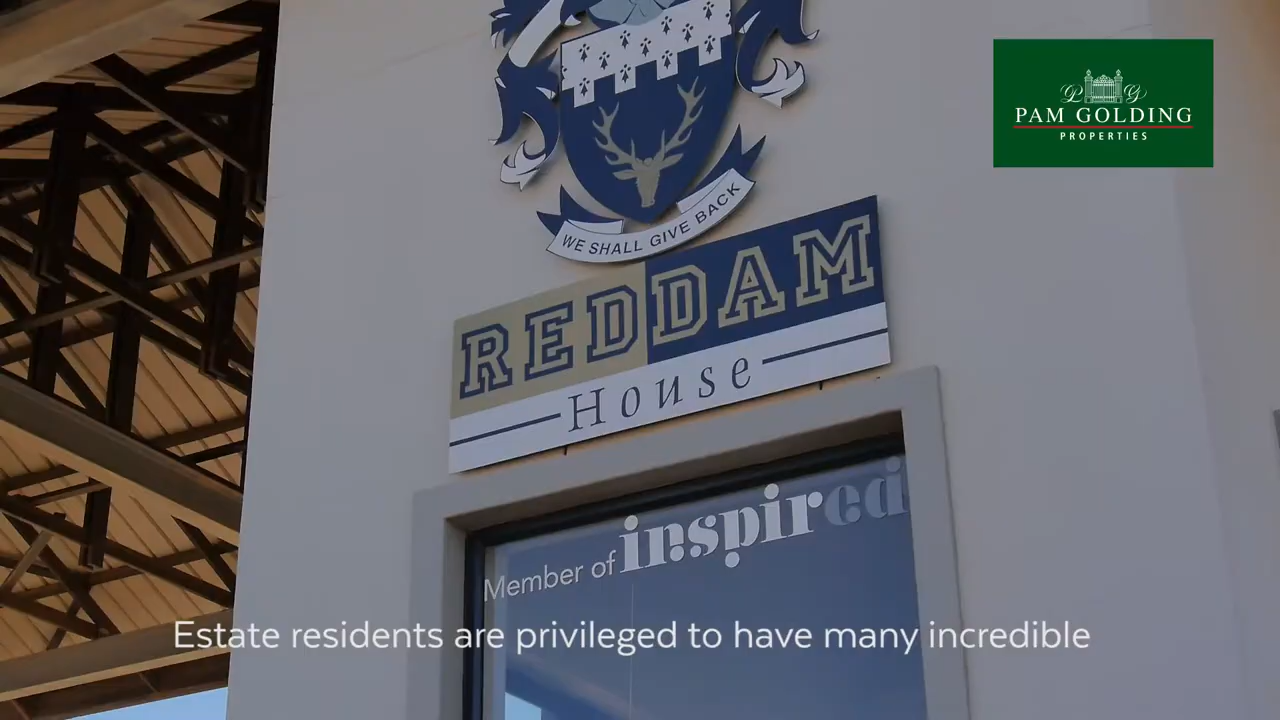 P G
PAM GOLDING
PROPERTIES
WE SHALL GIVE BACK
REDDAM
House
Member of inspired
Estate residents are privileged to have many incredible